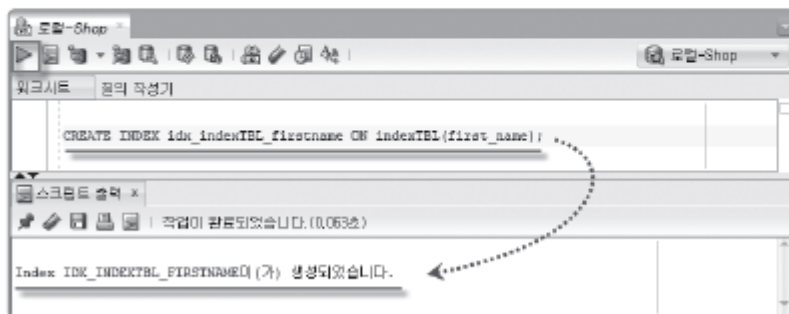 로컬-Shop
로컬-Shop
워크시트 질의 작성기
CREATE INDEX idx_indexTBL_firstname ON indexTBL(first_name);
스크립트 출력 ×
작업이 완료되었습니다.(0.063초)
Index IDX_INDEXTBL_FIRSTNAME이(가) 생성되었습니다.